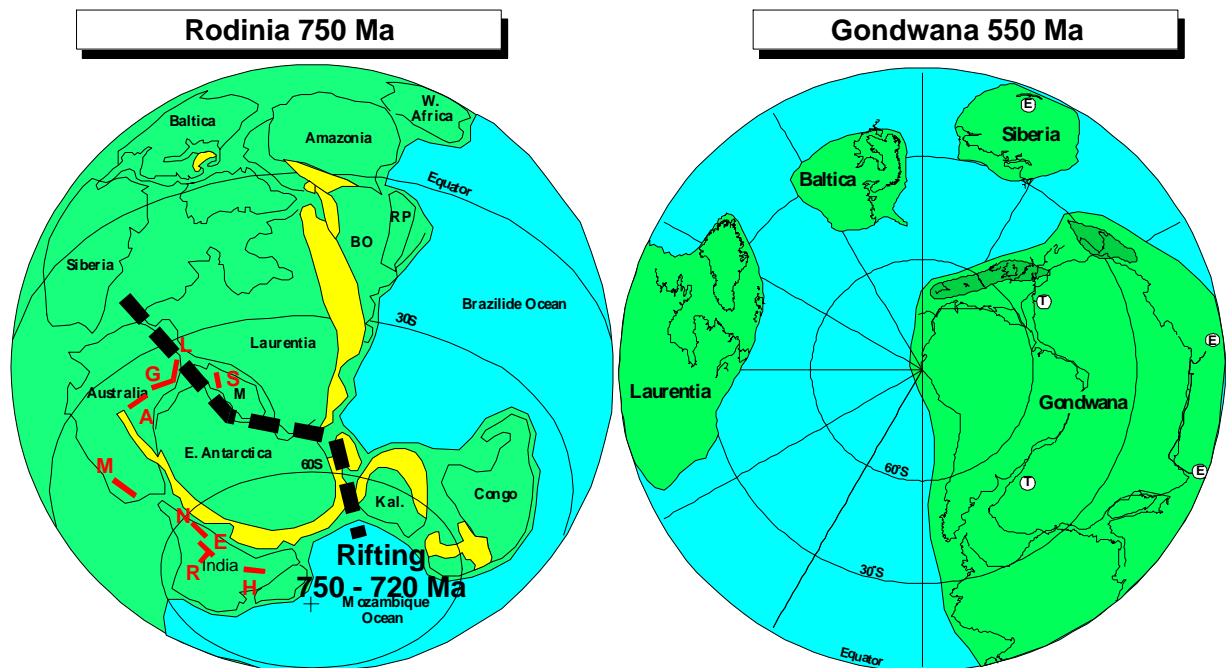 Rodinia 750 Ma
W.
Africa
Baltica
Amazonia
Equator
RP
BO
Siberia
Brazilide Ocean
30S
Laurentia
L
G
S
M
Australia
A
E. Antarctica
60S
M
Kal.
Congo
N
E
R
India
H
Rifting
750 - 720 Ma
Mozambique
Ocean
Gondwana 550 Ma
E
Siberia
Baltica
T
E
Laurentia
Gondwana
60°S
T
E
30°S
Equator